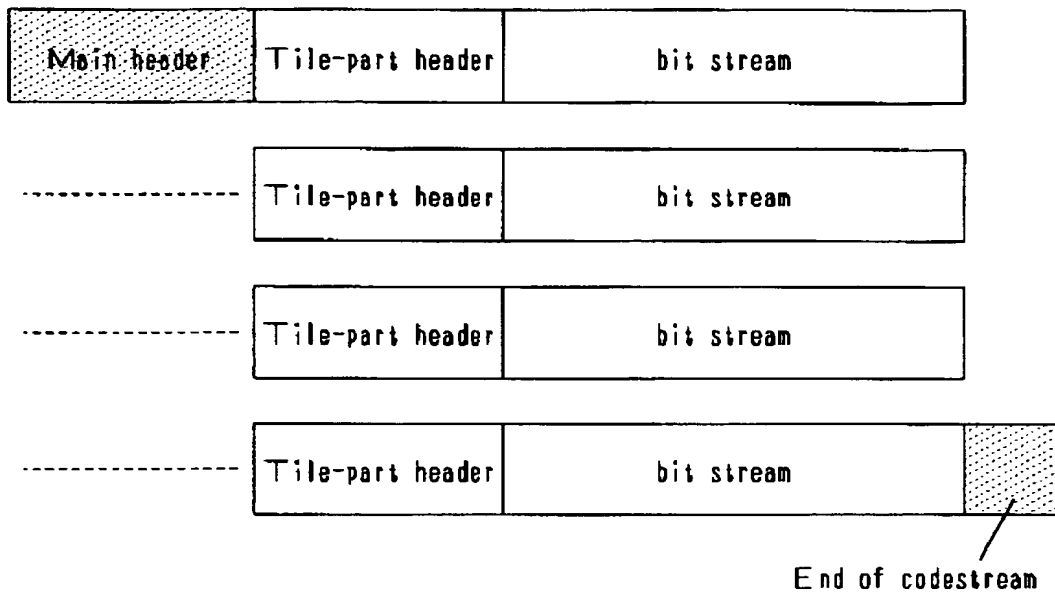 Main header Tile-part header bit stream
Tile-part header bit stream
Tile-part header bit stream
Tile-part header bit stream
End of codestream